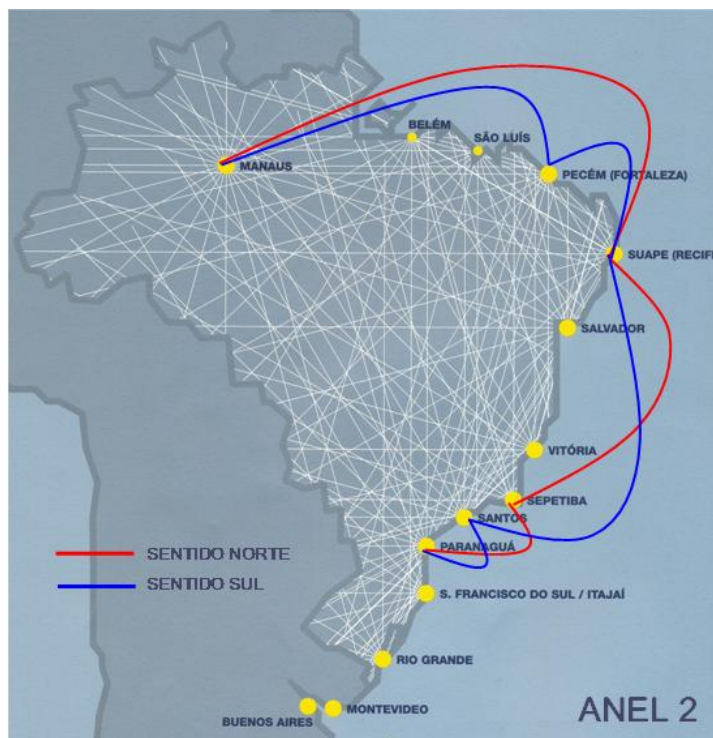 BELÉM
SÃO LUÍS
MANAUS
PECÉM (FORTALEZA)
SUAPE (RECIF
SALVADOR
VITÓRIA
SEPETIBA
SANTOS
SENTIDO NORTE
PARANAGUÁ
SENTIDO SUL
S. FRANCISCO DO SUL / ITAJAÍ
RIO GRANDE
MONTEVIDEO
BUENOS AIRES
ANEL 2